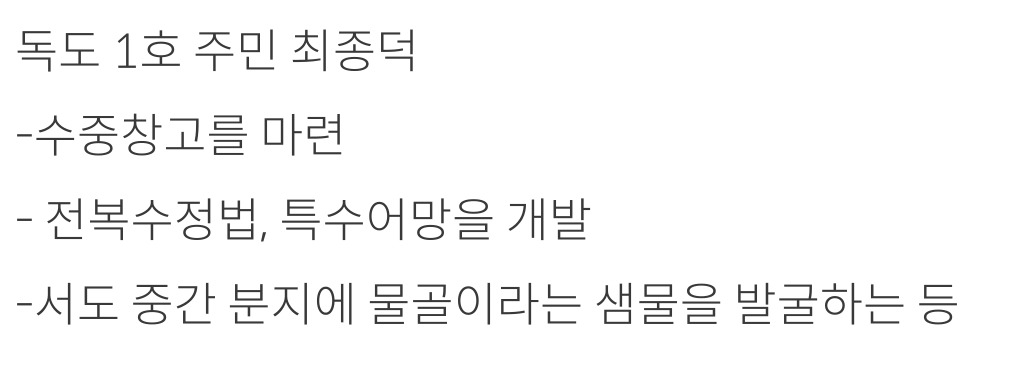 독도 1호 주민 최종덕
-수중창고를 마련
- 전복수정법, 특수어망을 개발
-서도 중간 분지에 물골이라는 샘물을 발굴하는 등